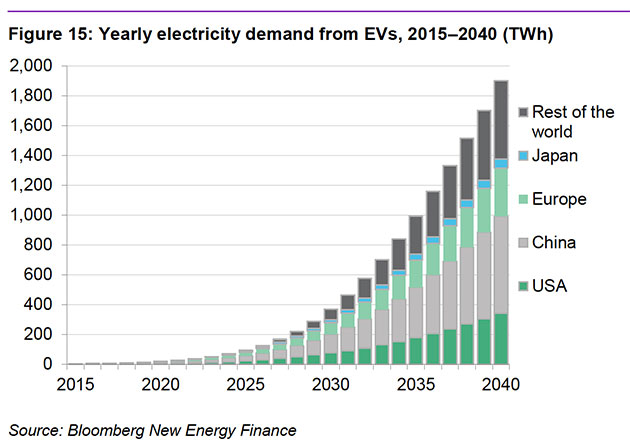 Figure 15: Yearly electricity demand from EVs, 2015–2040 (TWh)
2,000
1,800
1,600
1,400
1,200
1,000
800
600
400
200
0
2015
2020
2025
2030
2035
2040
Rest of the
world
Japan
Europe
China
USA
Source: Bloomberg New Energy Finance